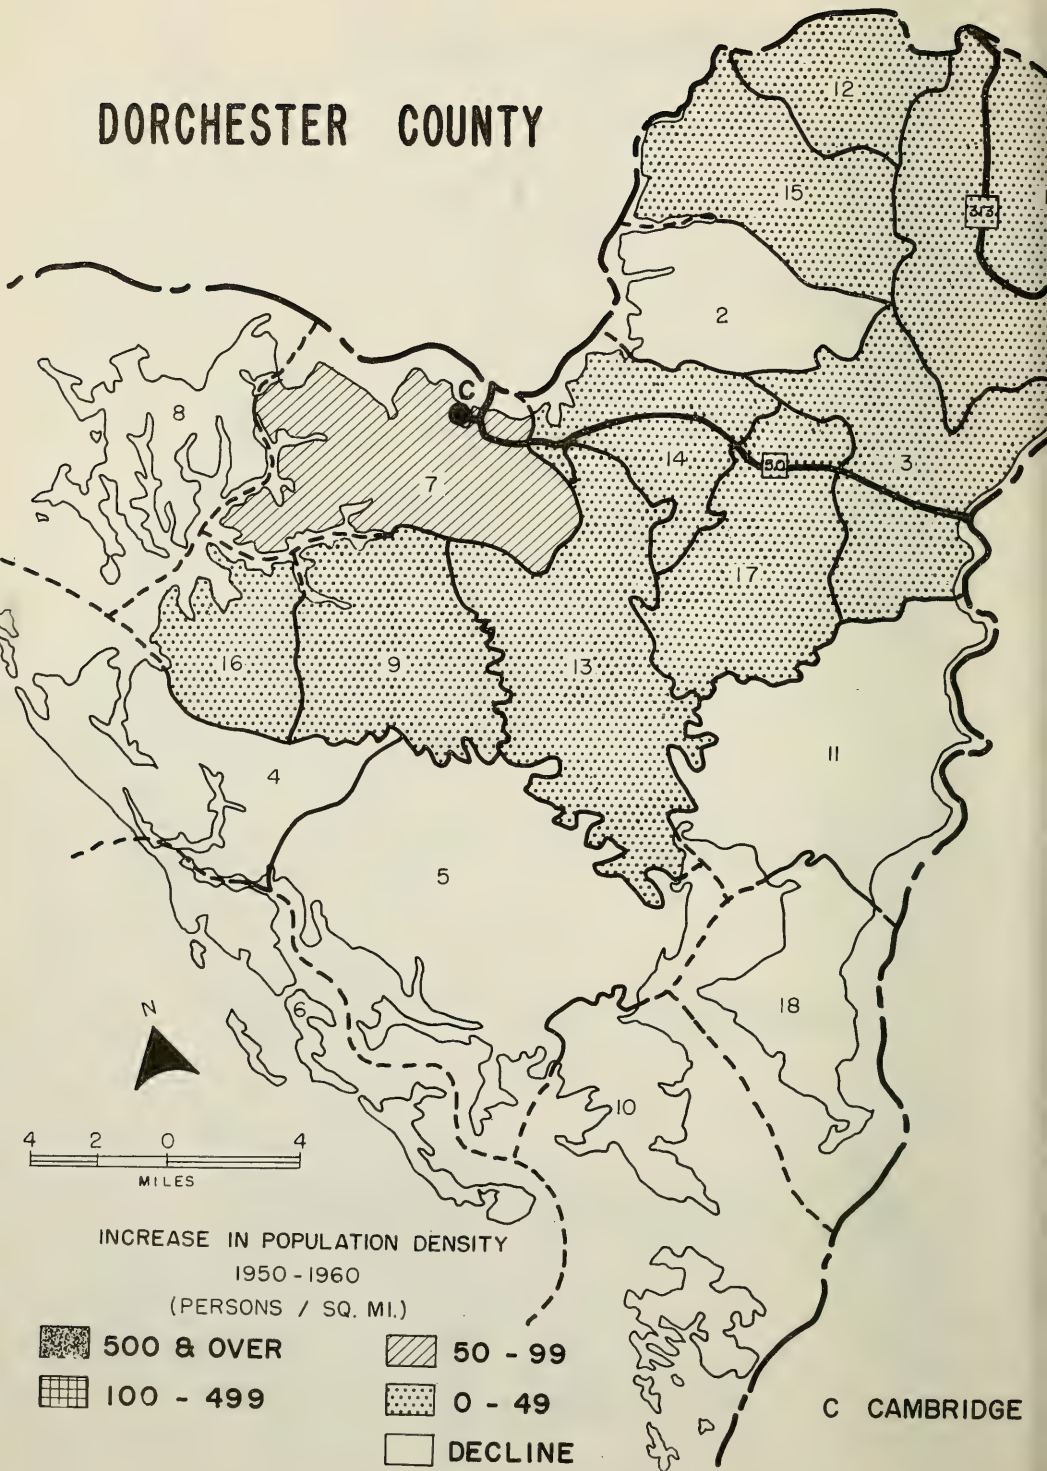 DORCHESTER COUNTY
12
15
313
2
C
8
3
14
50
7
17
16
9
13
11
4
5
18
6
N
10
4 2 0 4
MILES
INCREASE IN POPULATION DENSITY
1950 - 1960
(PERSONS / SQ. MI.)
500 & OVER
100 - 499
50 - 99
0 - 49
DECLINE
C CAMBRIDGE